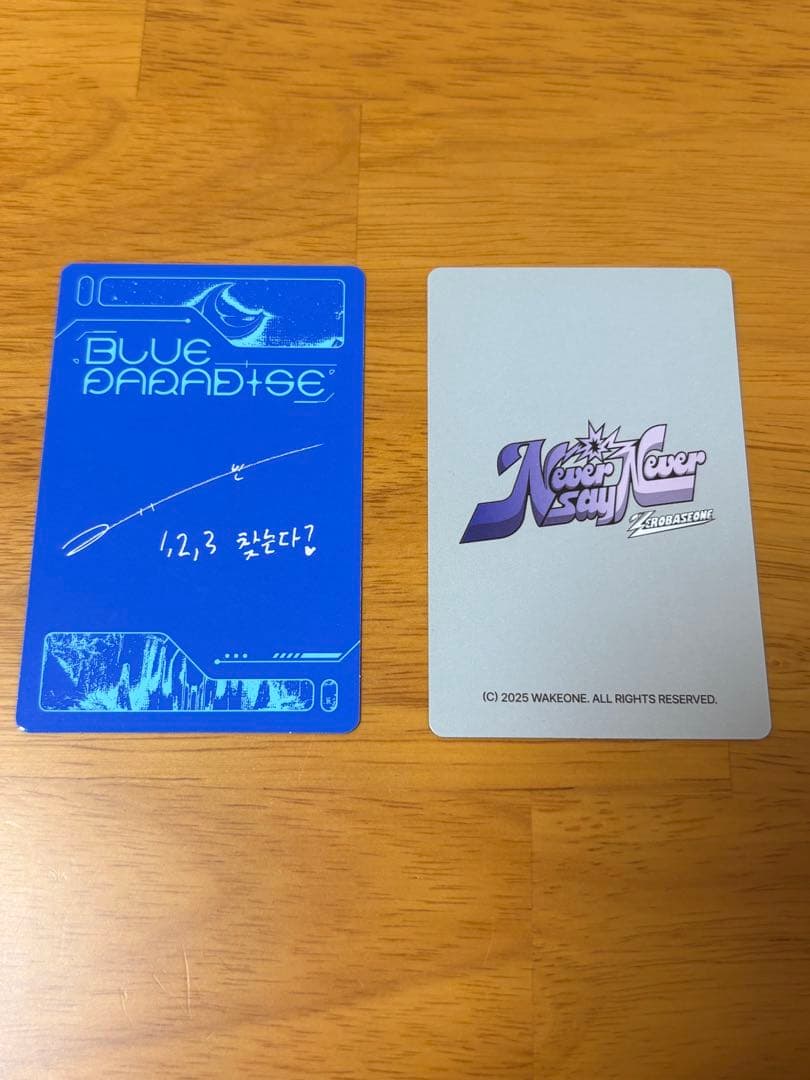 BLUE
PARADISE
1, 2, 3 찾는다?
Never say Never
ZEROBASEONE
(C) 2025 WAKEONE. ALL RIGHTS RESERVED.